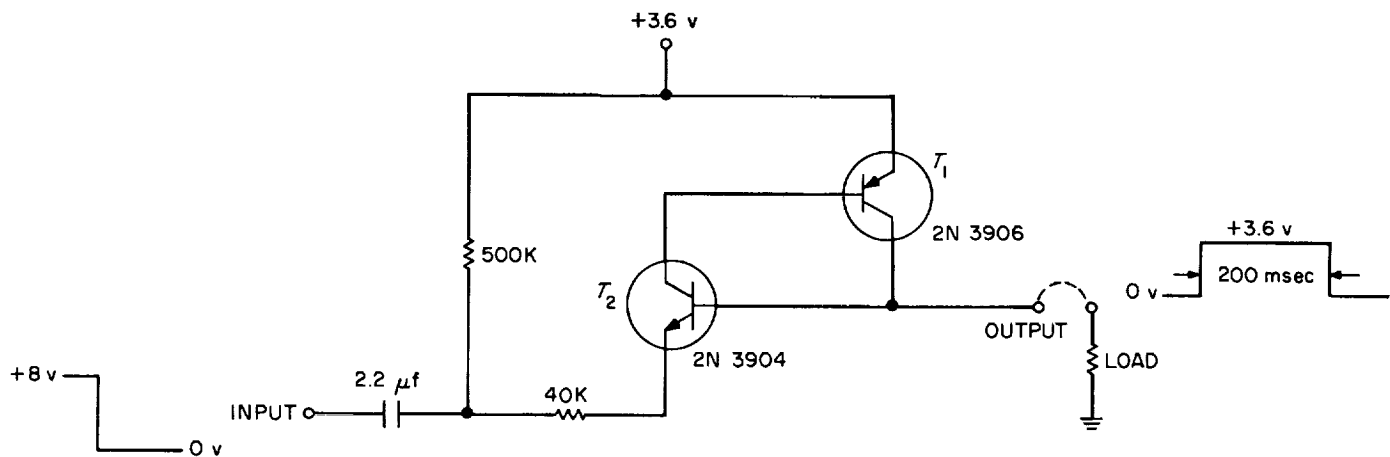 +3.6 v
T1
2N 3906
500K
T2
2N 3904
+3.6 v
200 msec
0 v
OUTPUT
LOAD
+8 v
0 v
INPUT
2.2 μf
40K